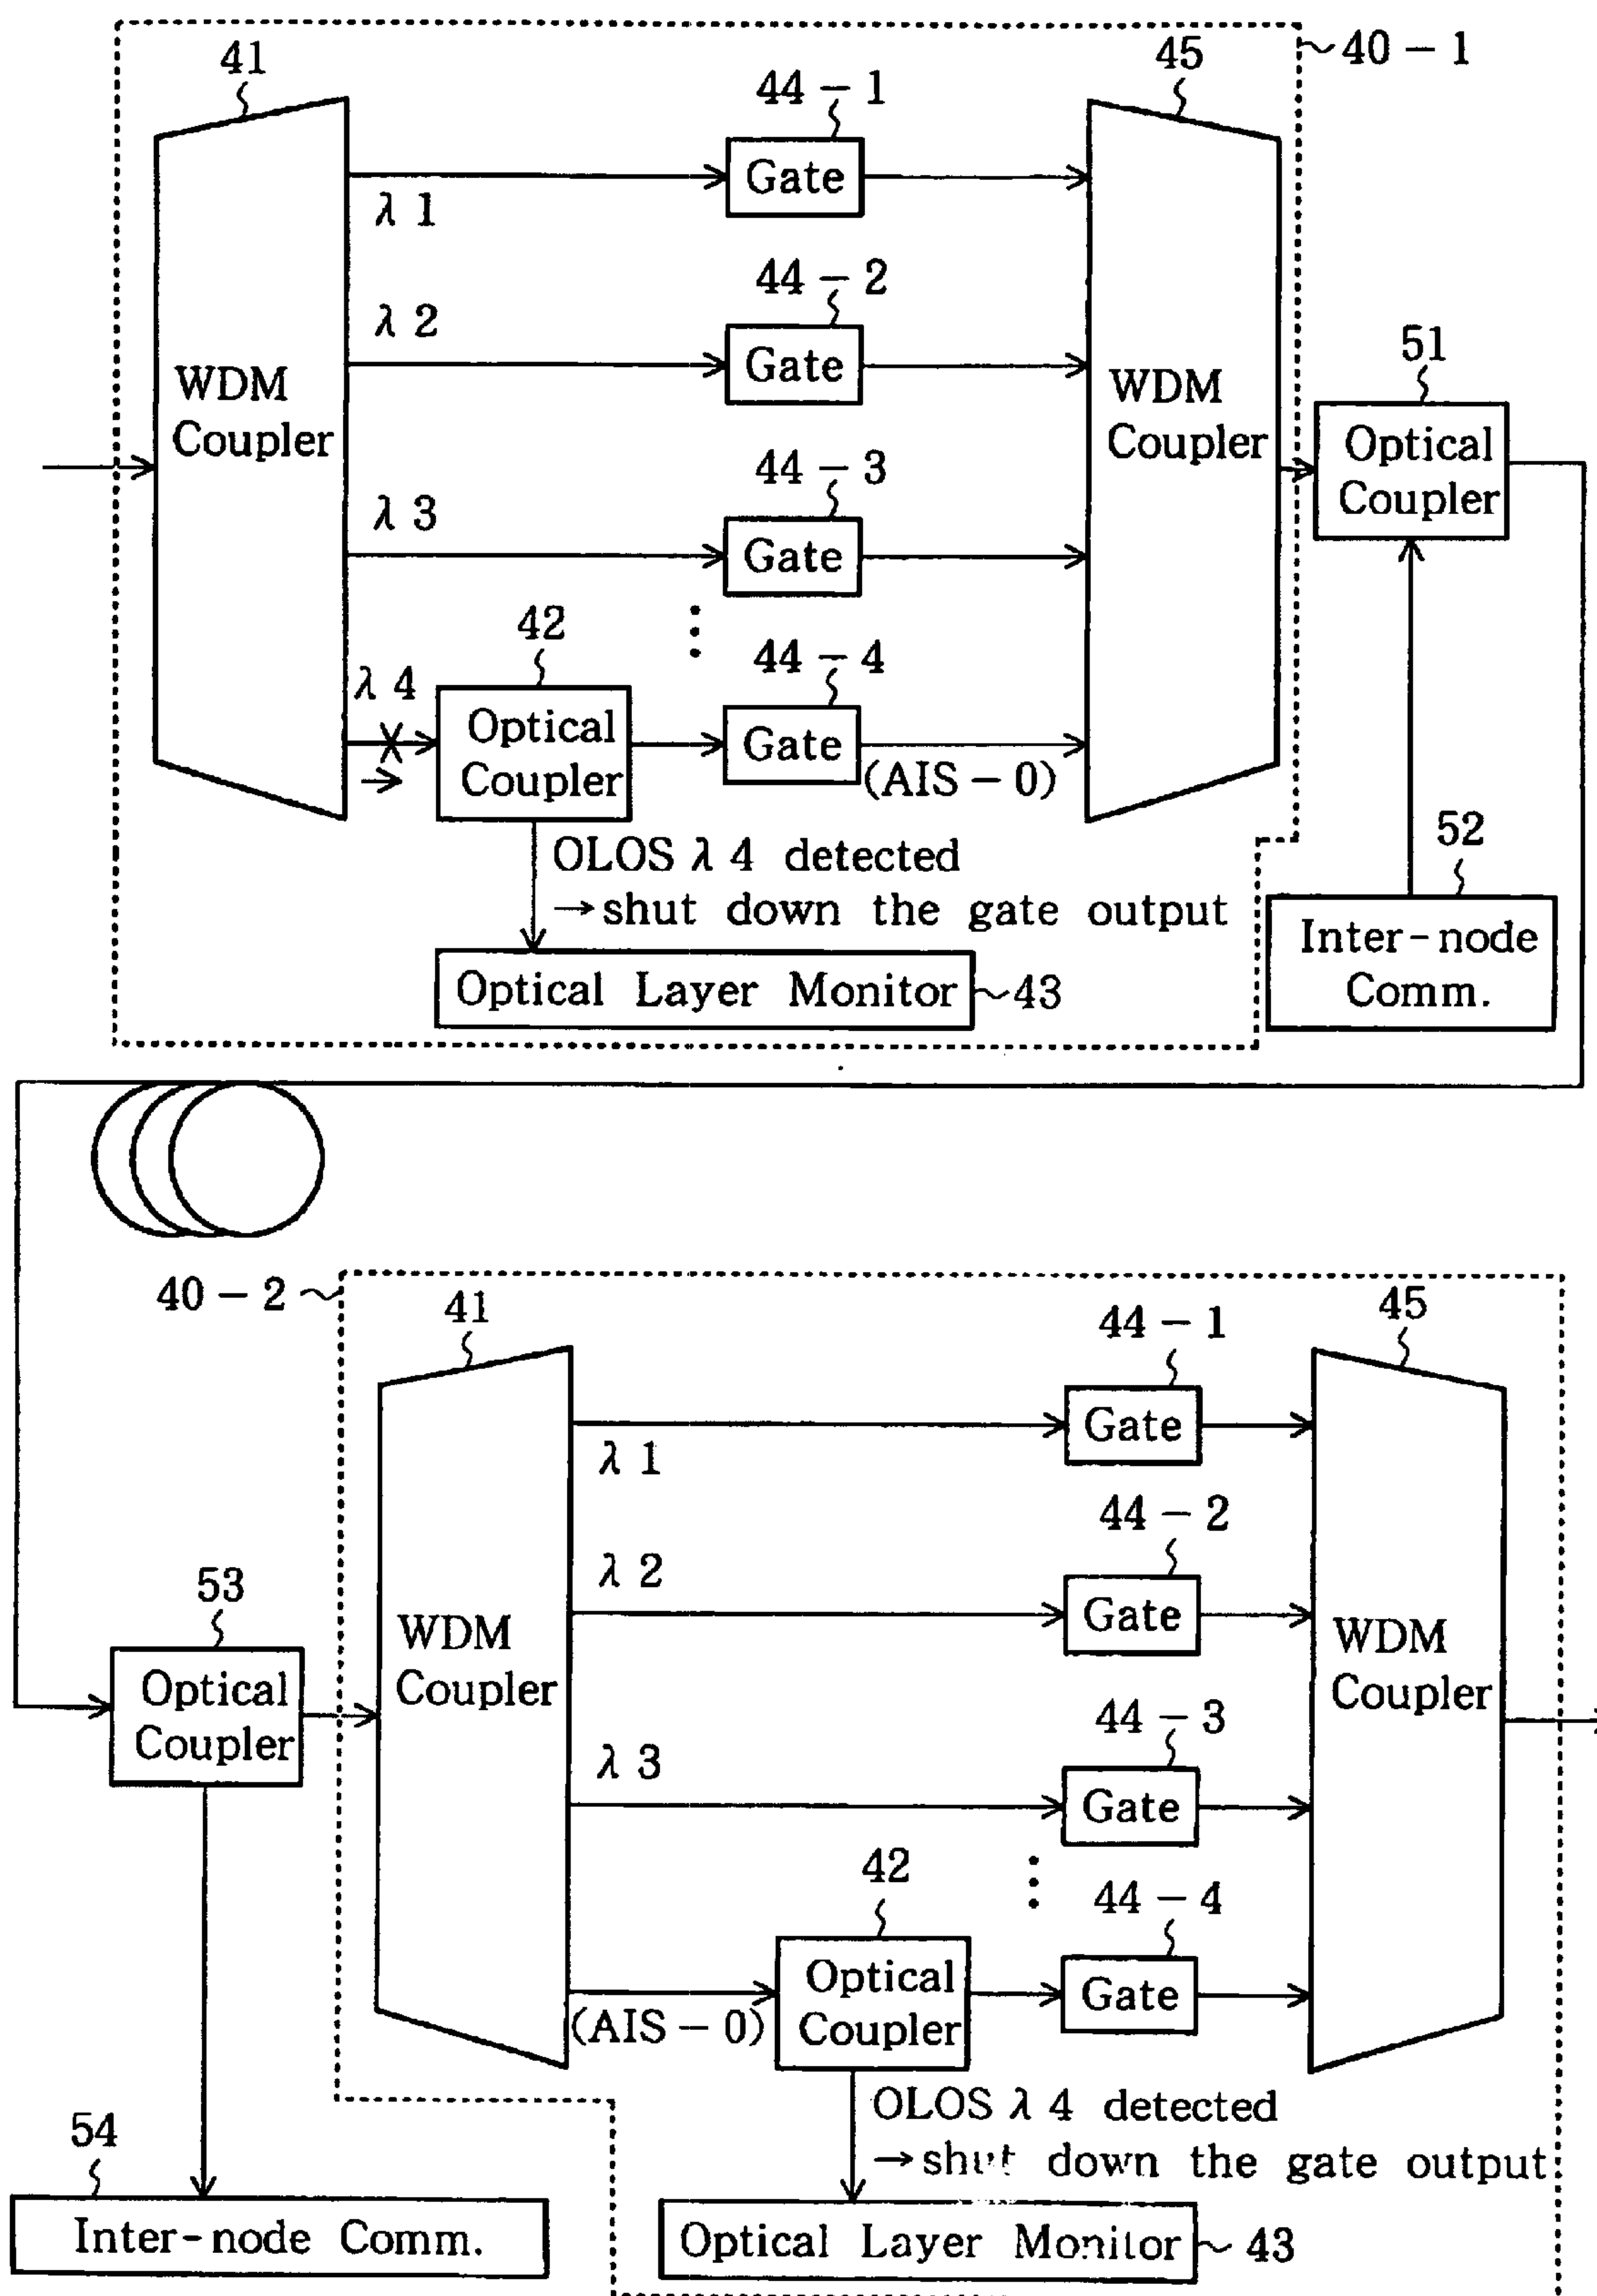 40 - 1
41
45
44 - 1
Gate
λ 1
44 - 2
λ 2
Gate
WDM
Coupler
WDM
Coupler
51
Optical
Coupler
44 - 3
λ 3
Gate
42
44 - 4
λ 4
Optical
Coupler
Gate
(AIS - 0)
52
OLOS λ 4 detected
→ shut down the gate output
Inter-node
Comm.
Optical Layer Monitor
43
40 - 2
41
45
44 - 1
Gate
λ 1
44 - 2
λ 2
Gate
53
WDM
Coupler
WDM
Coupler
Optical
Coupler
44 - 3
λ 3
Gate
42
44 - 4
Optical
Coupler
Gate
(AIS - 0)
OLOS λ 4 detected
→ shut down the gate output
54
Inter-node Comm.
Optical Layer Monitor
43